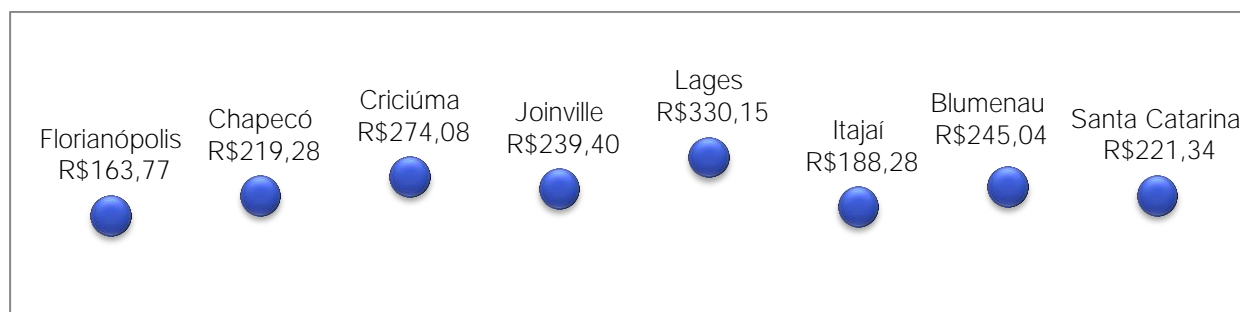 Florianópolis
R$163,77
Chapecó
R$219,28
Criciúma
R$274,08
Joinville
R$239,40
Lages
R$330,15
Itajaí
R$188,28
Blumenau
R$245,04
Santa Catarina
R$221,34